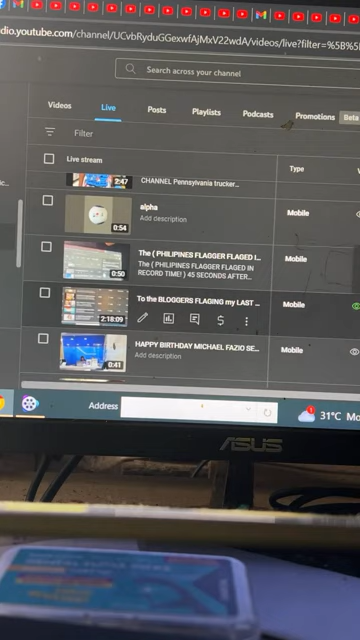 dio.youtube.com/channel/UCvbRyduGGexwfAjMxV22wdA/videos/live?filter=%5B%5
Search across your channel
Videos Live Posts Playlists Podcasts Promotions Beta
Filter
Live stream Type
2:47 CHANNEL Pennsylvania trucker...
alpha
Add description
0:54
Mobile
The ( PHILIPINES FLAGGER FLAGED I...
The ( PHILIPINES FLAGGER FLAGED IN
RECORD TIME! ) 45 SECONDS AFTER...
0:50
Mobile
To the BLOGGERS FLAGING my LAST ...
2:18:09
Mobile
HAPPY BIRTHDAY MICHAEL FAZIO SE...
Add description
0:41
Mobile
Address
31°C Mo
ASUS